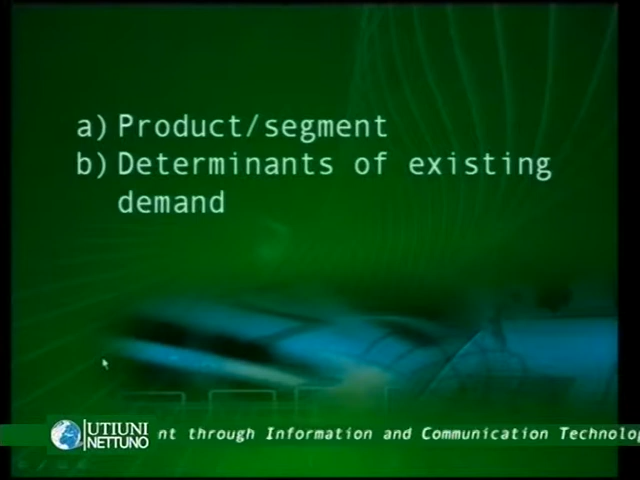 a) Product/segment
b) Determinants of existing
demand
UTIUNI
NETTUNO
nt through Information and Communication Technolo